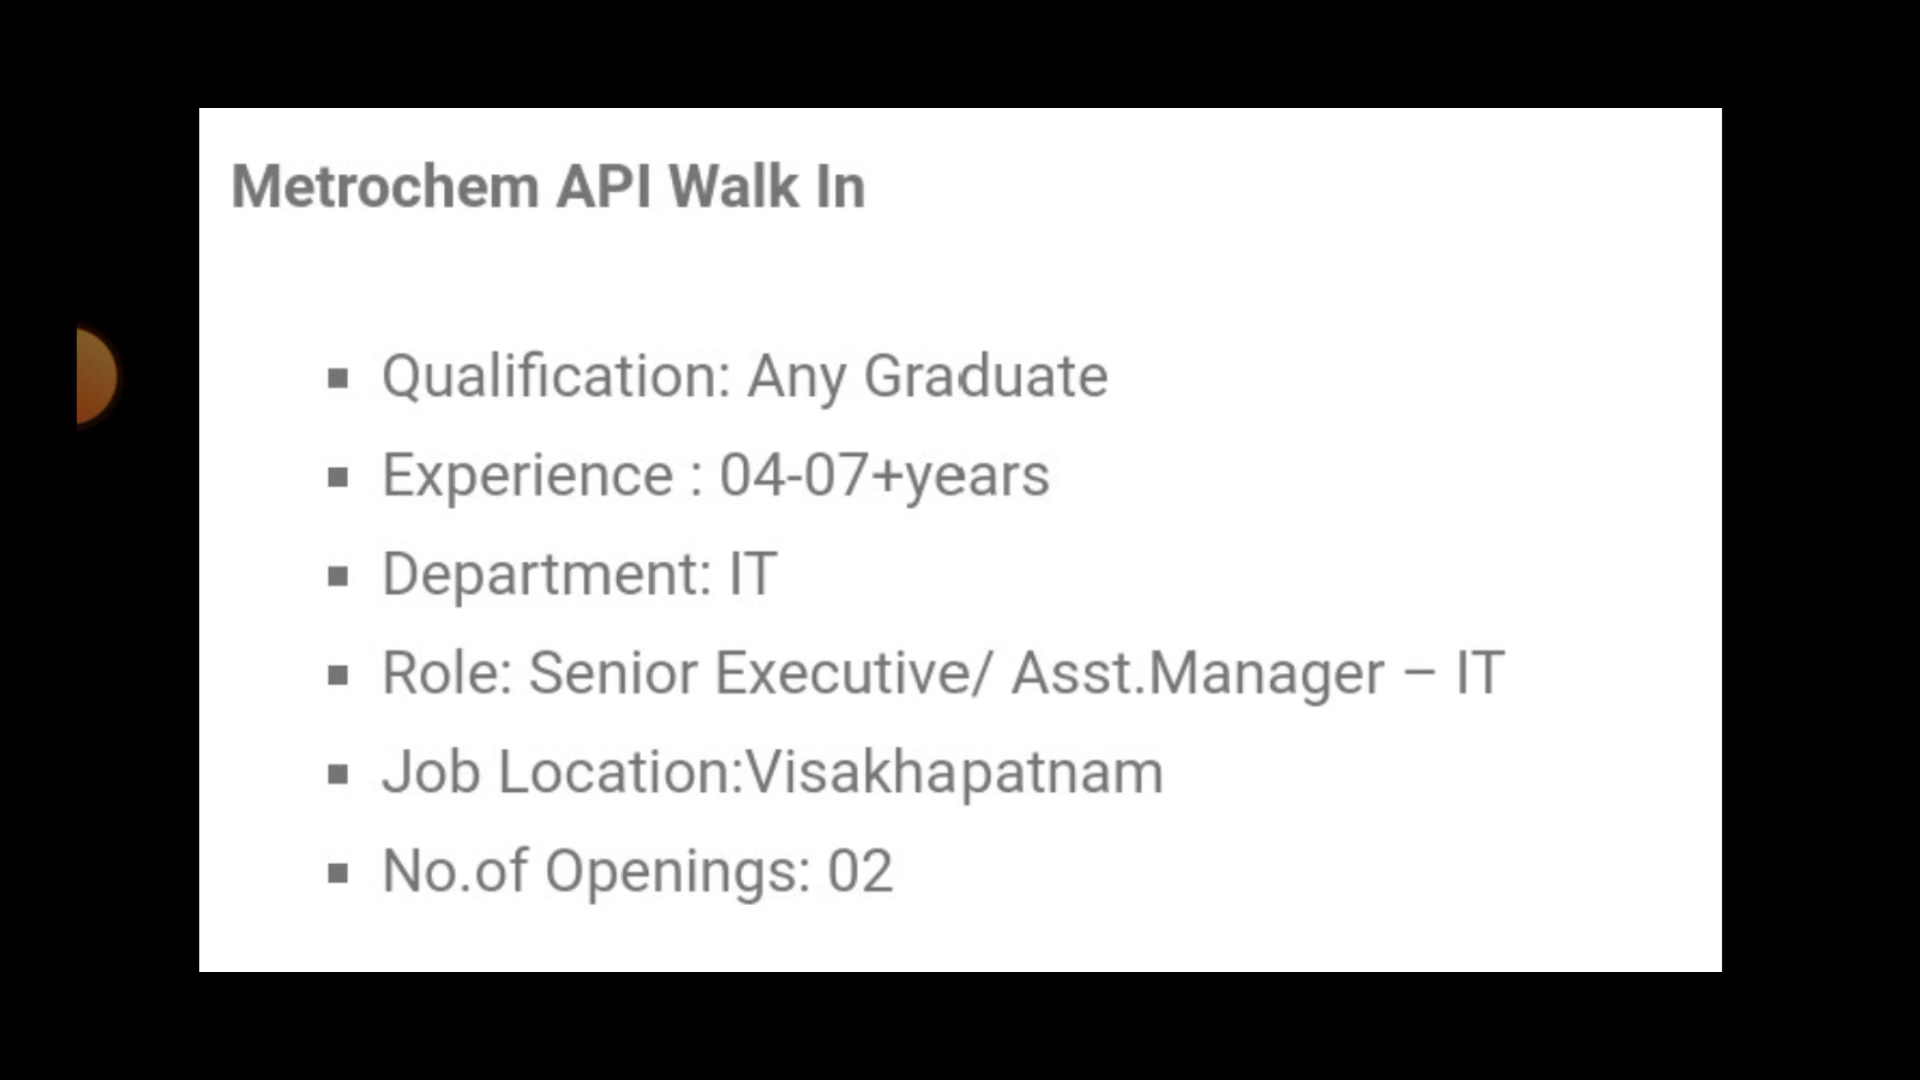 Metrochem API Walk In
▪ Qualification: Any Graduate
▪ Experience : 04-07+years
▪ Department: IT
▪ Role: Senior Executive/ Asst.Manager – IT
▪ Job Location:Visakhapatnam
▪ No.of Openings: 02